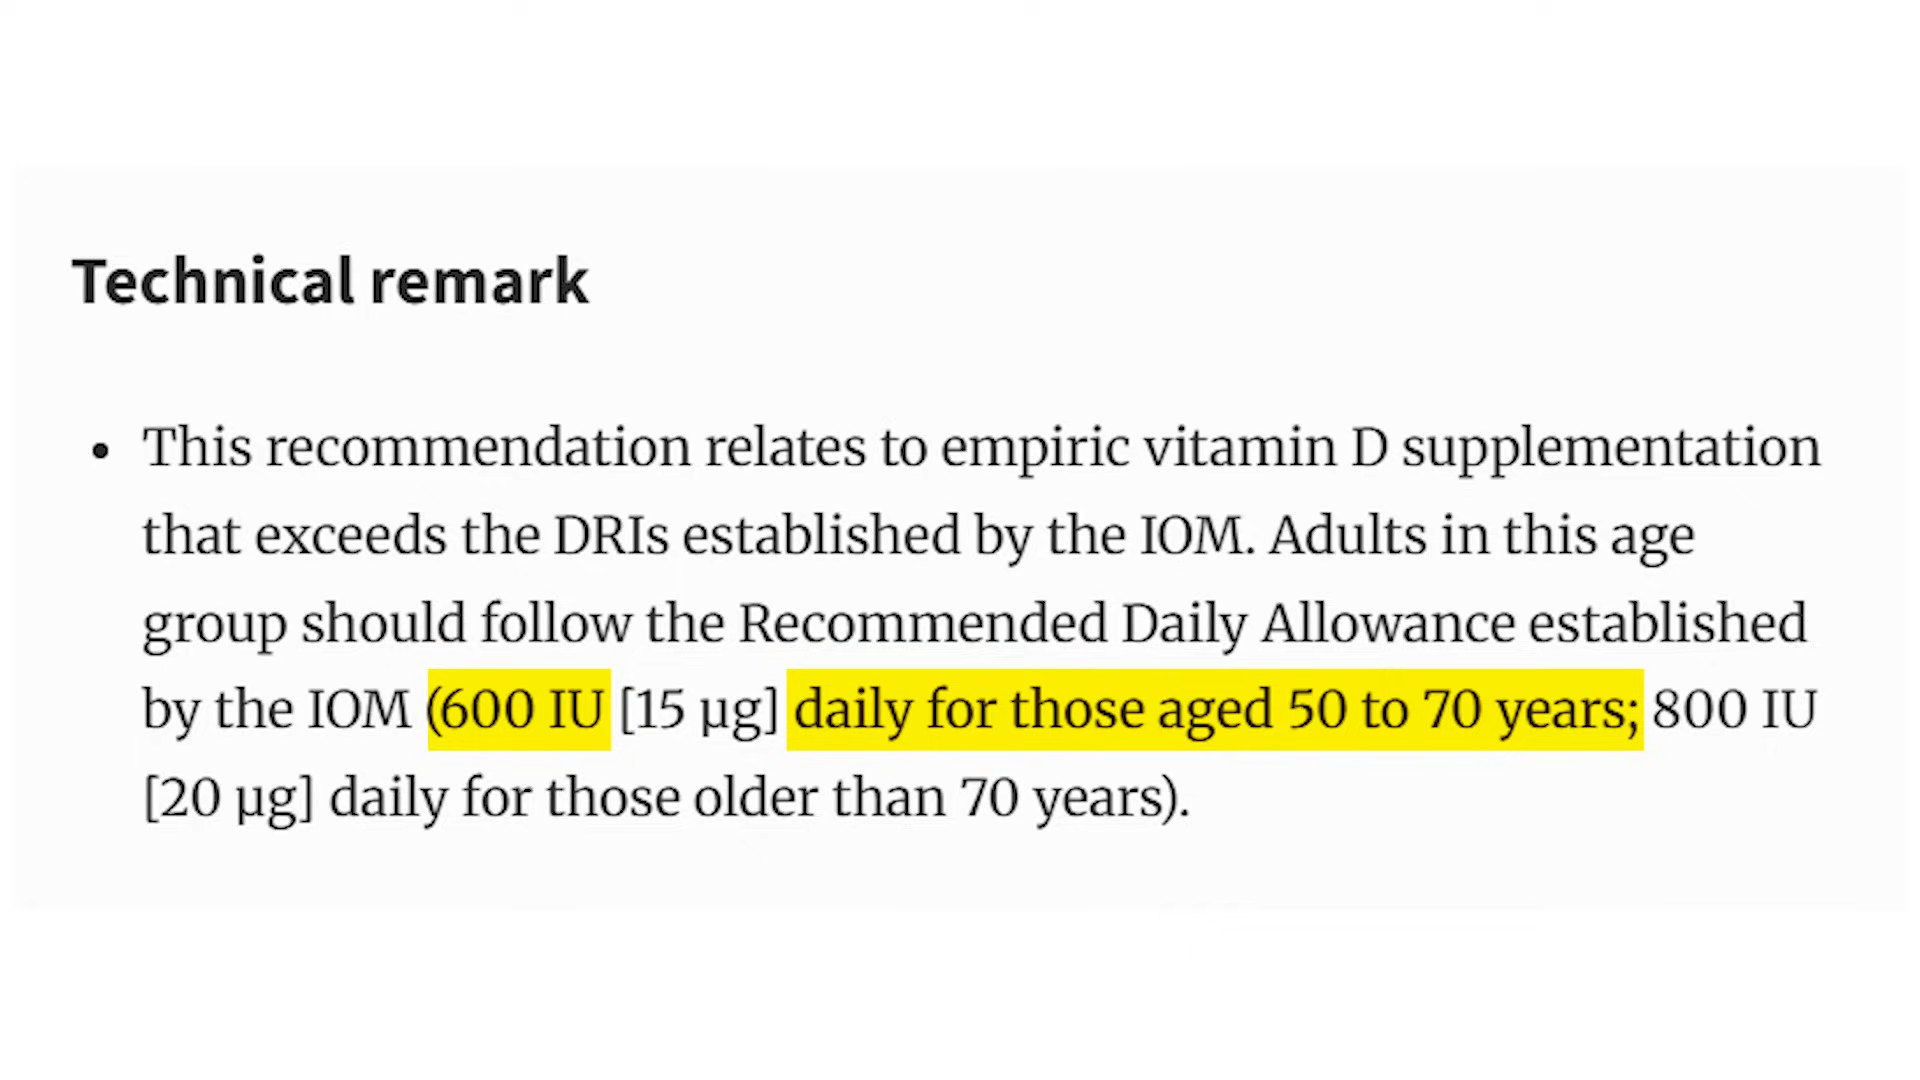 Technical remark
• This recommendation relates to empiric vitamin D supplementation
that exceeds the DRIs established by the IOM. Adults in this age
group should follow the Recommended Daily Allowance established
by the IOM (600 IU [15 μg] daily for those aged 50 to 70 years; 800 IU
[20 μg] daily for those older than 70 years).